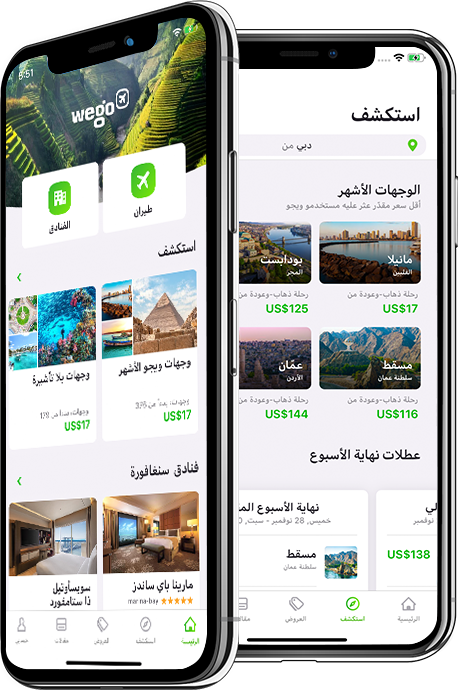 6:51
wego
طيران
الفنادق
استكشف
وجهات ويجو الأشهر
وجهات بلا تأشيرة
US$17
US$17
فنادق سنغافورة
مارينا باي ساندز
marina-bay
سويسأوتيل
ذا ستامفورد
الرئيسية
استكشف
العروض
مقالات
حسابي
استكشف
دبي من
الوجهات الأشهر
أقل سعر مقدّر عثر عليه مستخدمو ويجو
مانيلا
الفلبين
بودابست
المجر
رحلة ذهاب-وعودة من
US$17
رحلة ذهاب-وعودة من
US$125
مسقط
سلطنة عمان
عمّان
الأردن
رحلة ذهاب-وعودة من
US$116
رحلة ذهاب-وعودة من
US$144
عطلات نهاية الأسبوع
نهاية الأسبوع
خميس, 28 نوفمبر - سبت,
مسقط
سلطنة عمان
US$138
نوفمبر
الرئيسية
استكشف
العروض